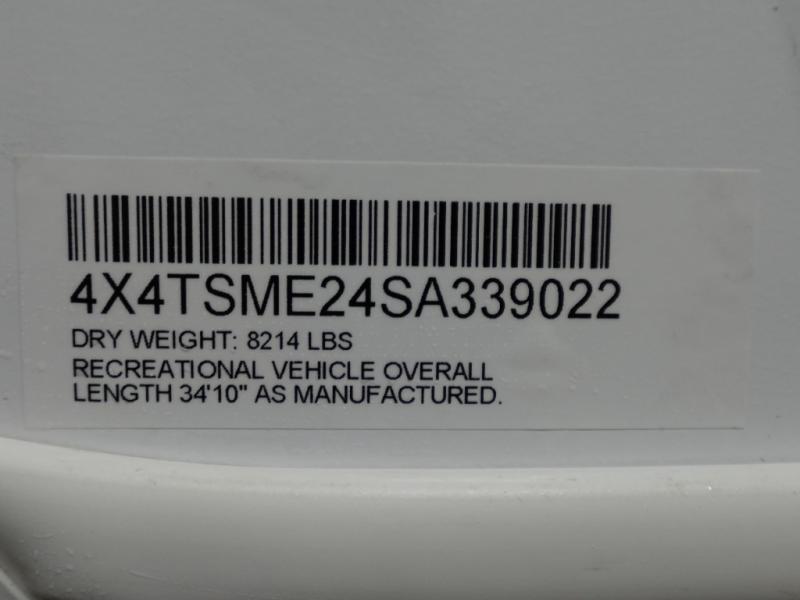 4X4TSME24SA339022
DRY WEIGHT: 8214 LBS
RECREATIONAL VEHICLE OVERALL
LENGTH 34'10" AS MANUFACTURED.